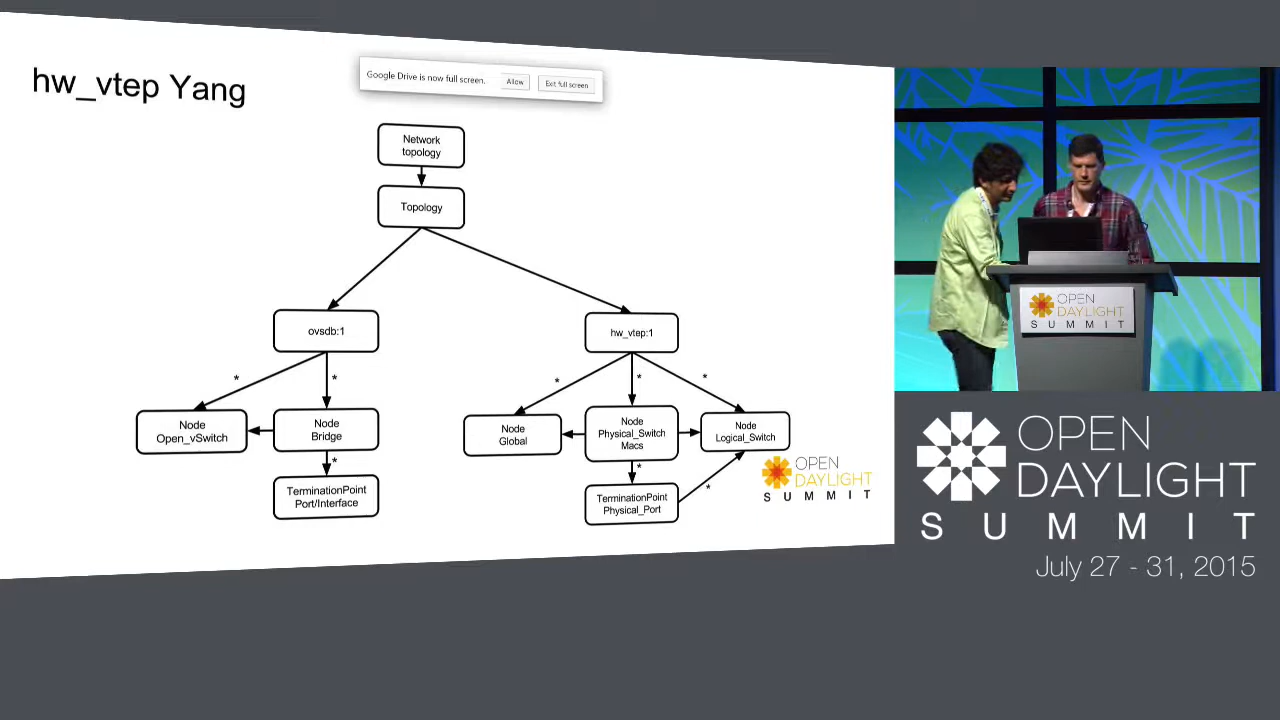 hw_vtep Yang
Google Drive is now full screen.
Allow
Exit full screen
Network
topology
Topology
ovsdb:1
hw_vtep:1
*
*
*
*
*
Node
Open_vSwitch
Node
Bridge
Node
Global
Node
Physical_Switch
Macs
Node
Logical_Switch
*
*
*
TerminationPoint
Port/Interface
TerminationPoint
Physical_Port
OPEN
DAYLIGHT
SUMMIT
OPEN
DAYLIGHT
SUMMIT
OPEN
DAYLIGHT
SUMMIT
July 27 - 31, 2015